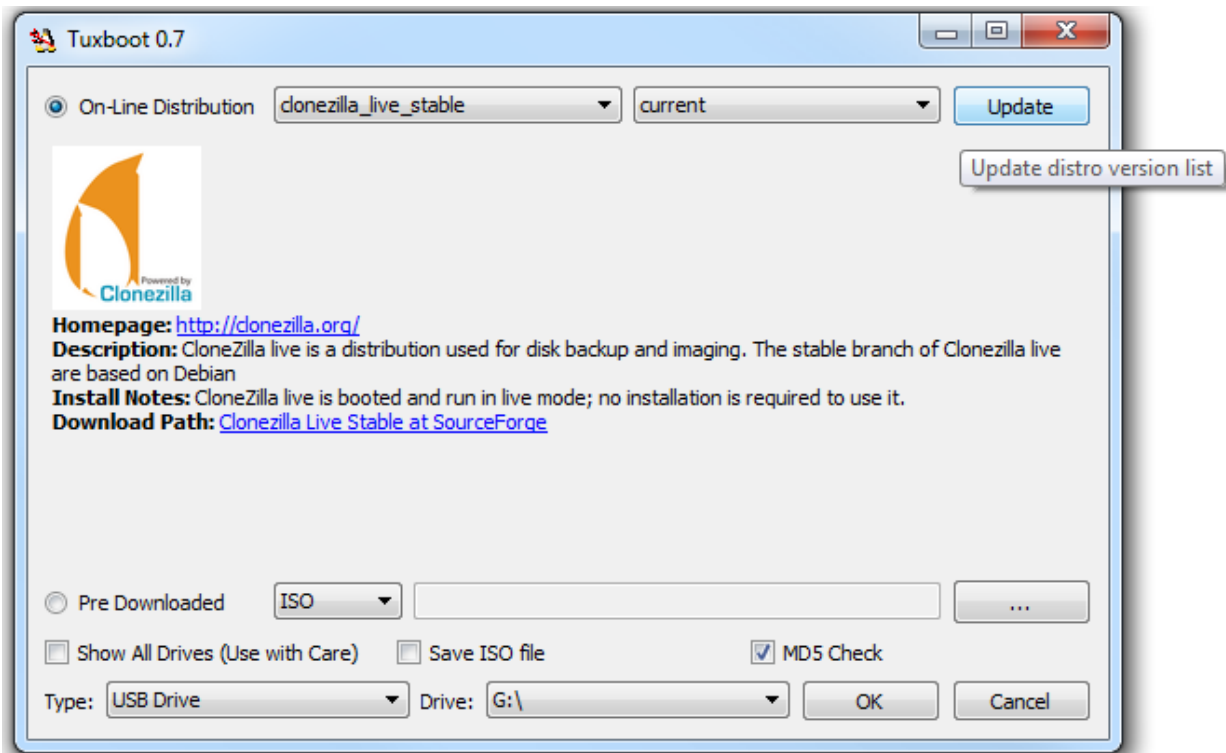 Tuxboot 0.7
On-Line Distribution clonezilla_live_stable current Update
Update distro version list
Powered by
Clonezilla
Homepage: http://clonezilla.org/
Description: CloneZilla live is a distribution used for disk backup and imaging. The stable branch of Clonezilla live
are based on Debian
Install Notes: CloneZilla live is booted and run in live mode; no installation is required to use it.
Download Path: Clonezilla Live Stable at SourceForge
Pre Downloaded ISO ...
Show All Drives (Use with Care) Save ISO file MD5 Check
Type: USB Drive Drive: G:\ OK Cancel